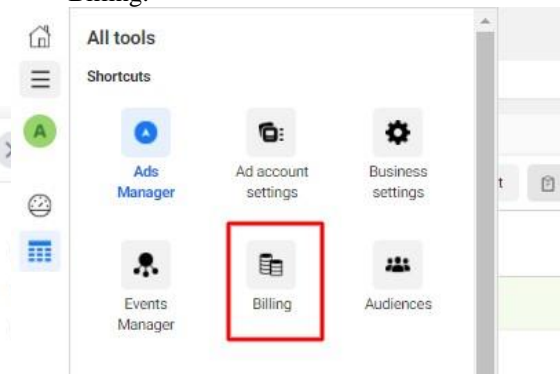 Billing.
All tools
Shortcuts
Ads
Manager
Ad account
settings
Business
settings
A
t
Events
Manager
Billing
Audiences